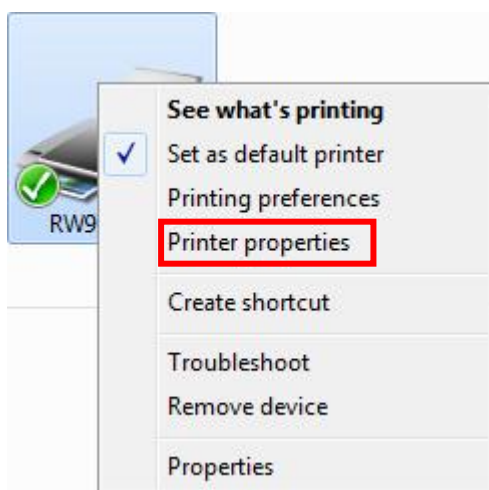 See what's printing
Set as default printer
Printing preferences
RW9
Printer properties
Create shortcut
Troubleshoot
Remove device
Properties